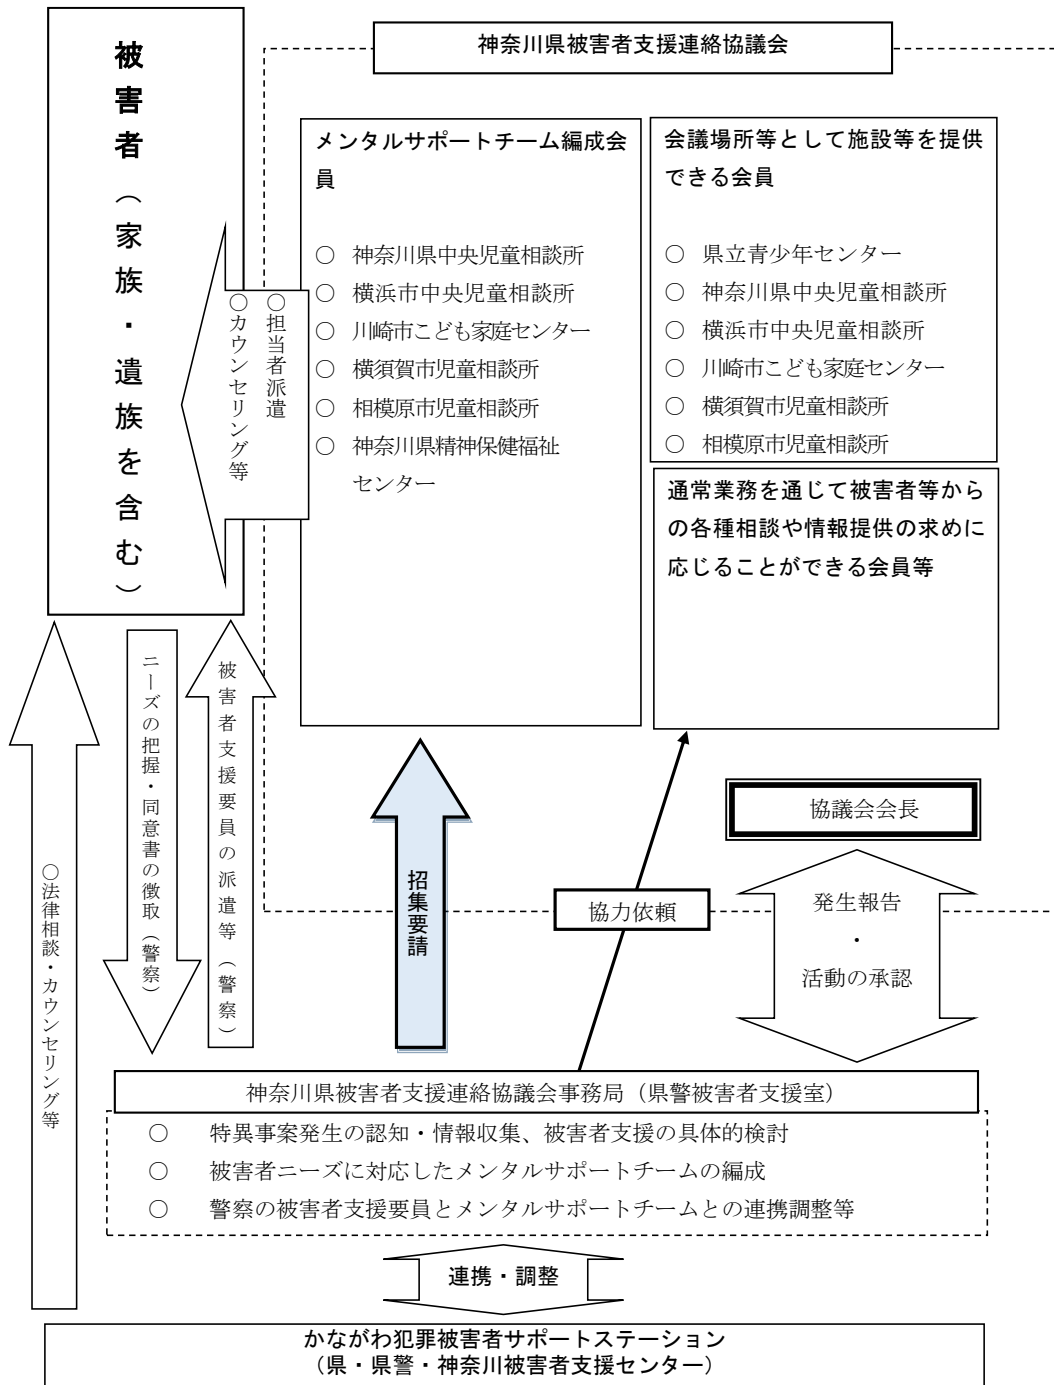 神奈川県被害者支援連絡協議会
被害者（家族・遺族を含む）
メンタルサポートチーム編成会
員
○ 神奈川県中央児童相談所
○ 横浜市中央児童相談所
○ 川崎市こども家庭センター
○ 横須賀市児童相談所
○ 相模原市児童相談所
○ 神奈川県精神保健福祉
センター
会議場所等として施設等を提供
できる会員
○ 県立青少年センター
○ 神奈川県中央児童相談所
○ 横浜市中央児童相談所
○ 川崎市こども家庭センター
○ 横須賀市児童相談所
○ 相模原市児童相談所
通常業務を通じて被害者等から
の各種相談や情報提供の求めに
応じることができる会員等
○担当者派遣
○カウンセリング等
被害者支援要員の派遣等（警察）
ニーズの把握・同意書の徴取（警察）
○法律相談・カウンセリング等
招集要請
協力依頼
協議会会長
発生報告
・
活動の承認
神奈川県被害者支援連絡協議会事務局（県警被害者支援室）
○ 特異事案発生の認知・情報収集、被害者支援の具体的検討
○ 被害者ニーズに対応したメンタルサポートチームの編成
○ 警察の被害者支援要員とメンタルサポートチームとの連携調整等
連携・調整
かながわ犯罪被害者サポートステーション
（県・県警・神奈川被害者支援センター）